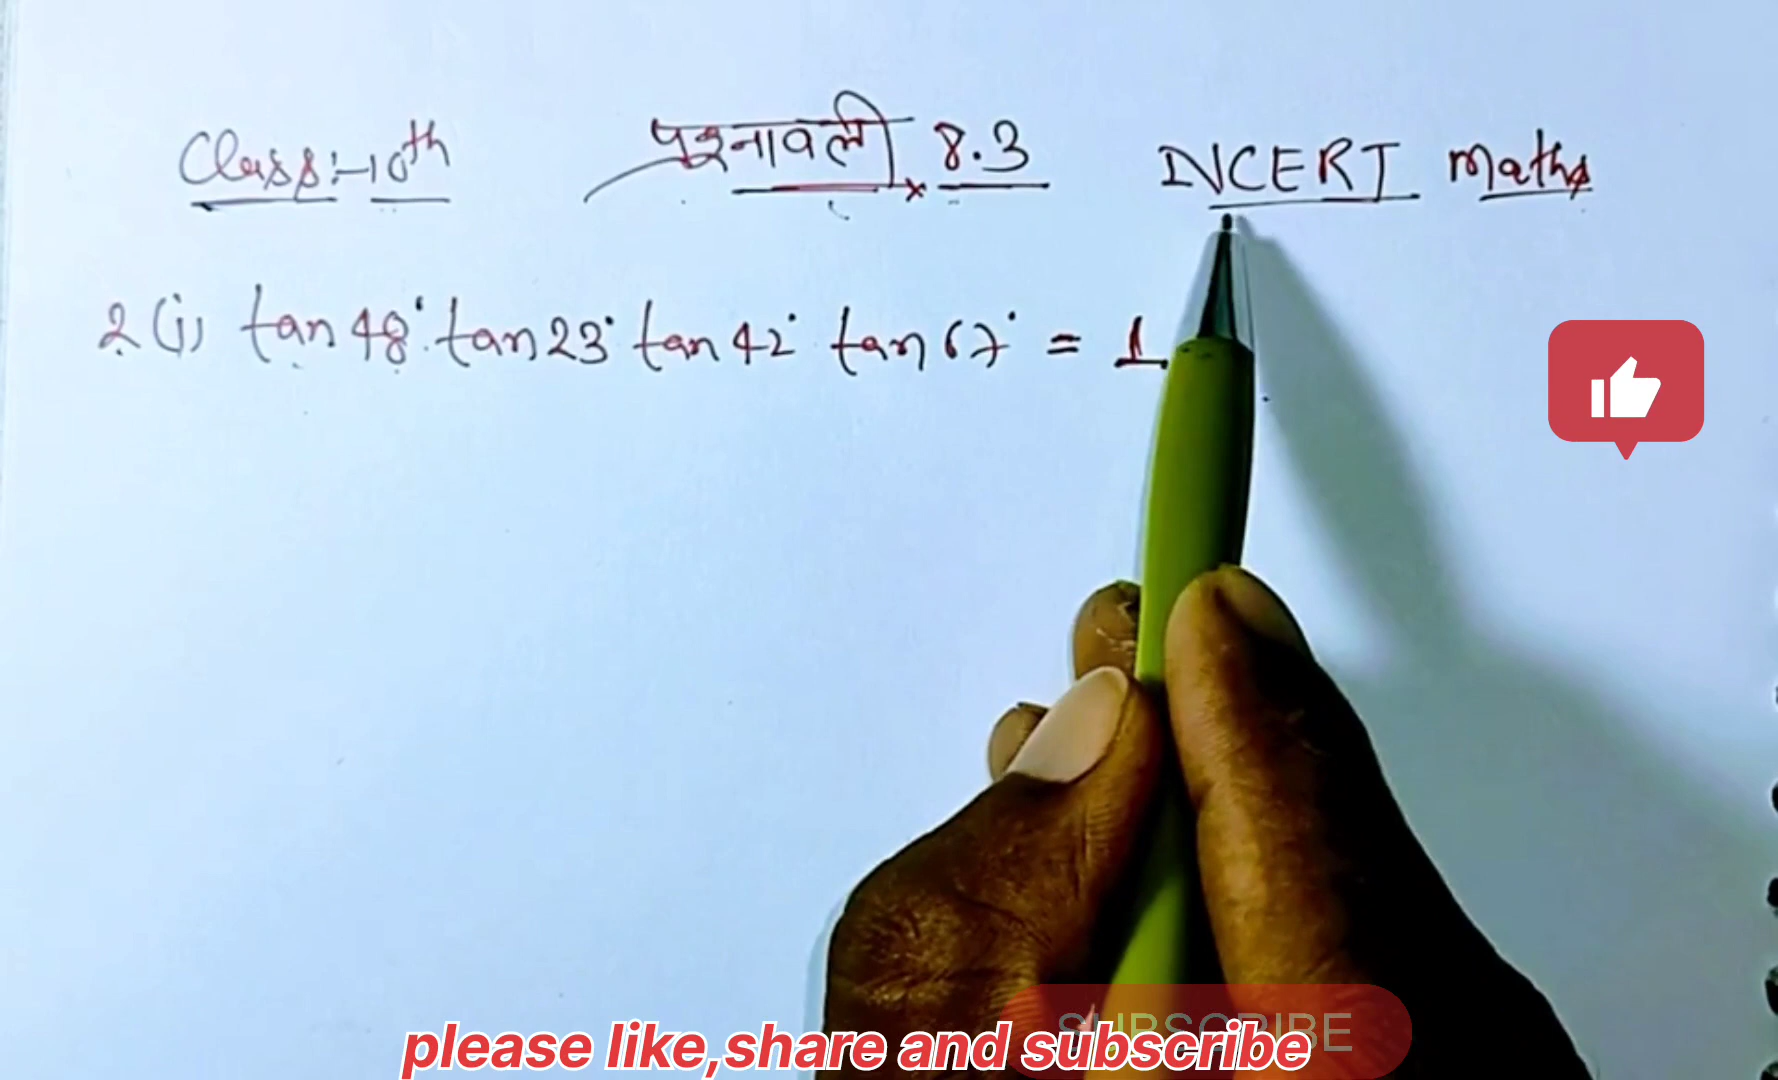 Class:-10th प्रश्नावली 8.3 NCERT Maths
2(i) tan 48° tan 23° tan 42° tan 67° = 1
SUBSCRIBE
please like,share and subscribe